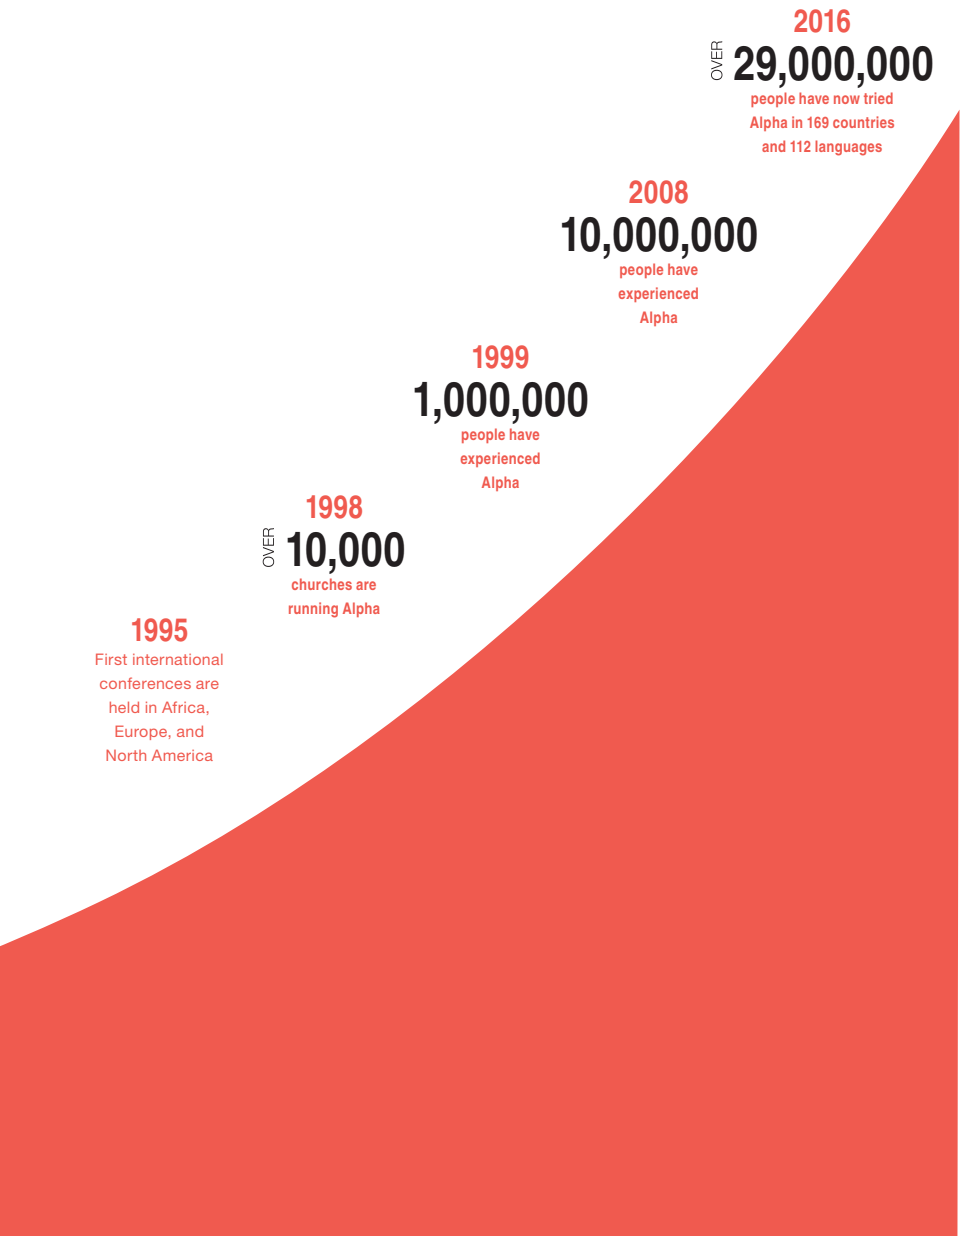 2016
OVER 29,000,000
people have now tried
Alpha in 169 countries
and 112 languages
2008
10,000,000
people have
experienced
Alpha
1999
1,000,000
people have
experienced
Alpha
1998
OVER 10,000
churches are
running Alpha
1995
First international
conferences are
held in Africa,
Europe, and
North America